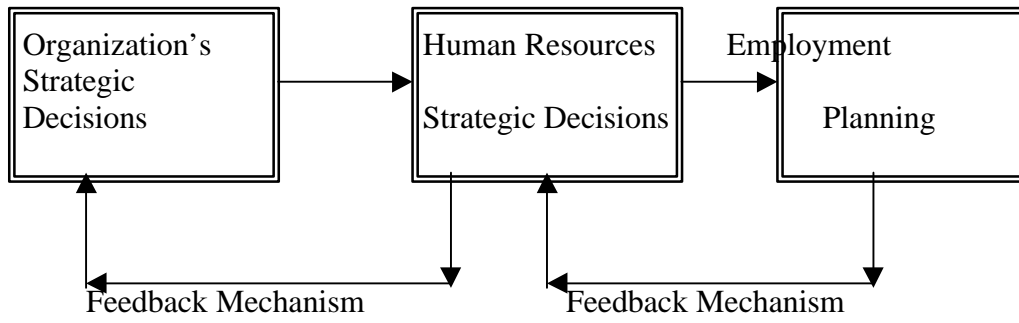 Organization’s
Strategic
Decisions
Human Resources
Strategic Decisions
Employment
Planning
Feedback Mechanism
Feedback Mechanism